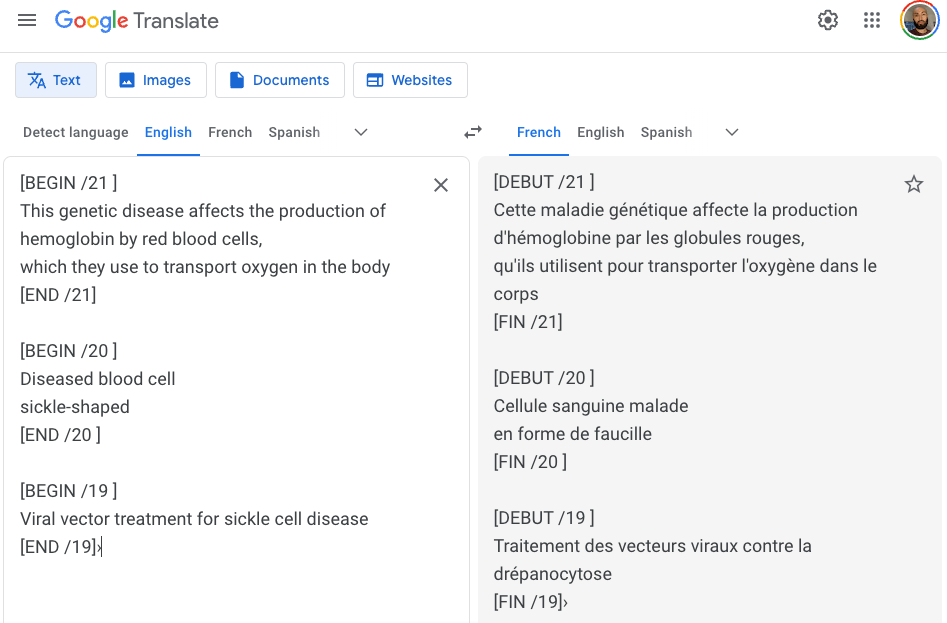 Google Translate
Text
Images
Documents
Websites
Detect language
English
French
Spanish
French
English
Spanish
[BEGIN /21 ]
This genetic disease affects the production of
hemoglobin by red blood cells,
which they use to transport oxygen in the body
[END /21]
[BEGIN /20 ]
Diseased blood cell
sickle-shaped
[END /20 ]
[BEGIN /19 ]
Viral vector treatment for sickle cell disease
[END /19]›
[DEBUT /21 ]
Cette maladie génétique affecte la production
d'hémoglobine par les globules rouges,
qu'ils utilisent pour transporter l'oxygène dans le
corps
[FIN /21]
[DEBUT /20 ]
Cellule sanguine malade
en forme de faucille
[FIN /20 ]
[DEBUT /19 ]
Traitement des vecteurs viraux contre la
drépanocytose
[FIN /19]›